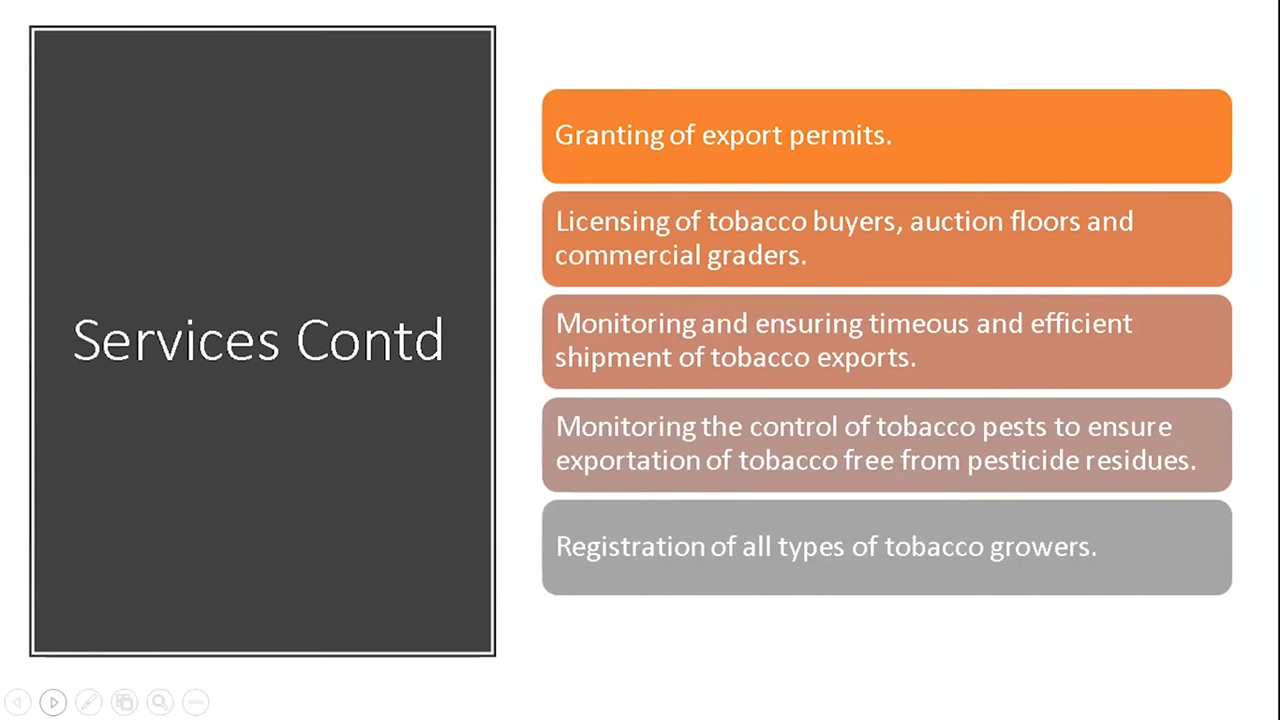 Services Contd
Granting of export permits.
Licensing of tobacco buyers, auction floors and
commercial graders.
Monitoring and ensuring timeous and efficient
shipment of tobacco exports.
Monitoring the control of tobacco pests to ensure
exportation of tobacco free from pesticide residues.
Registration of all types of tobacco growers.